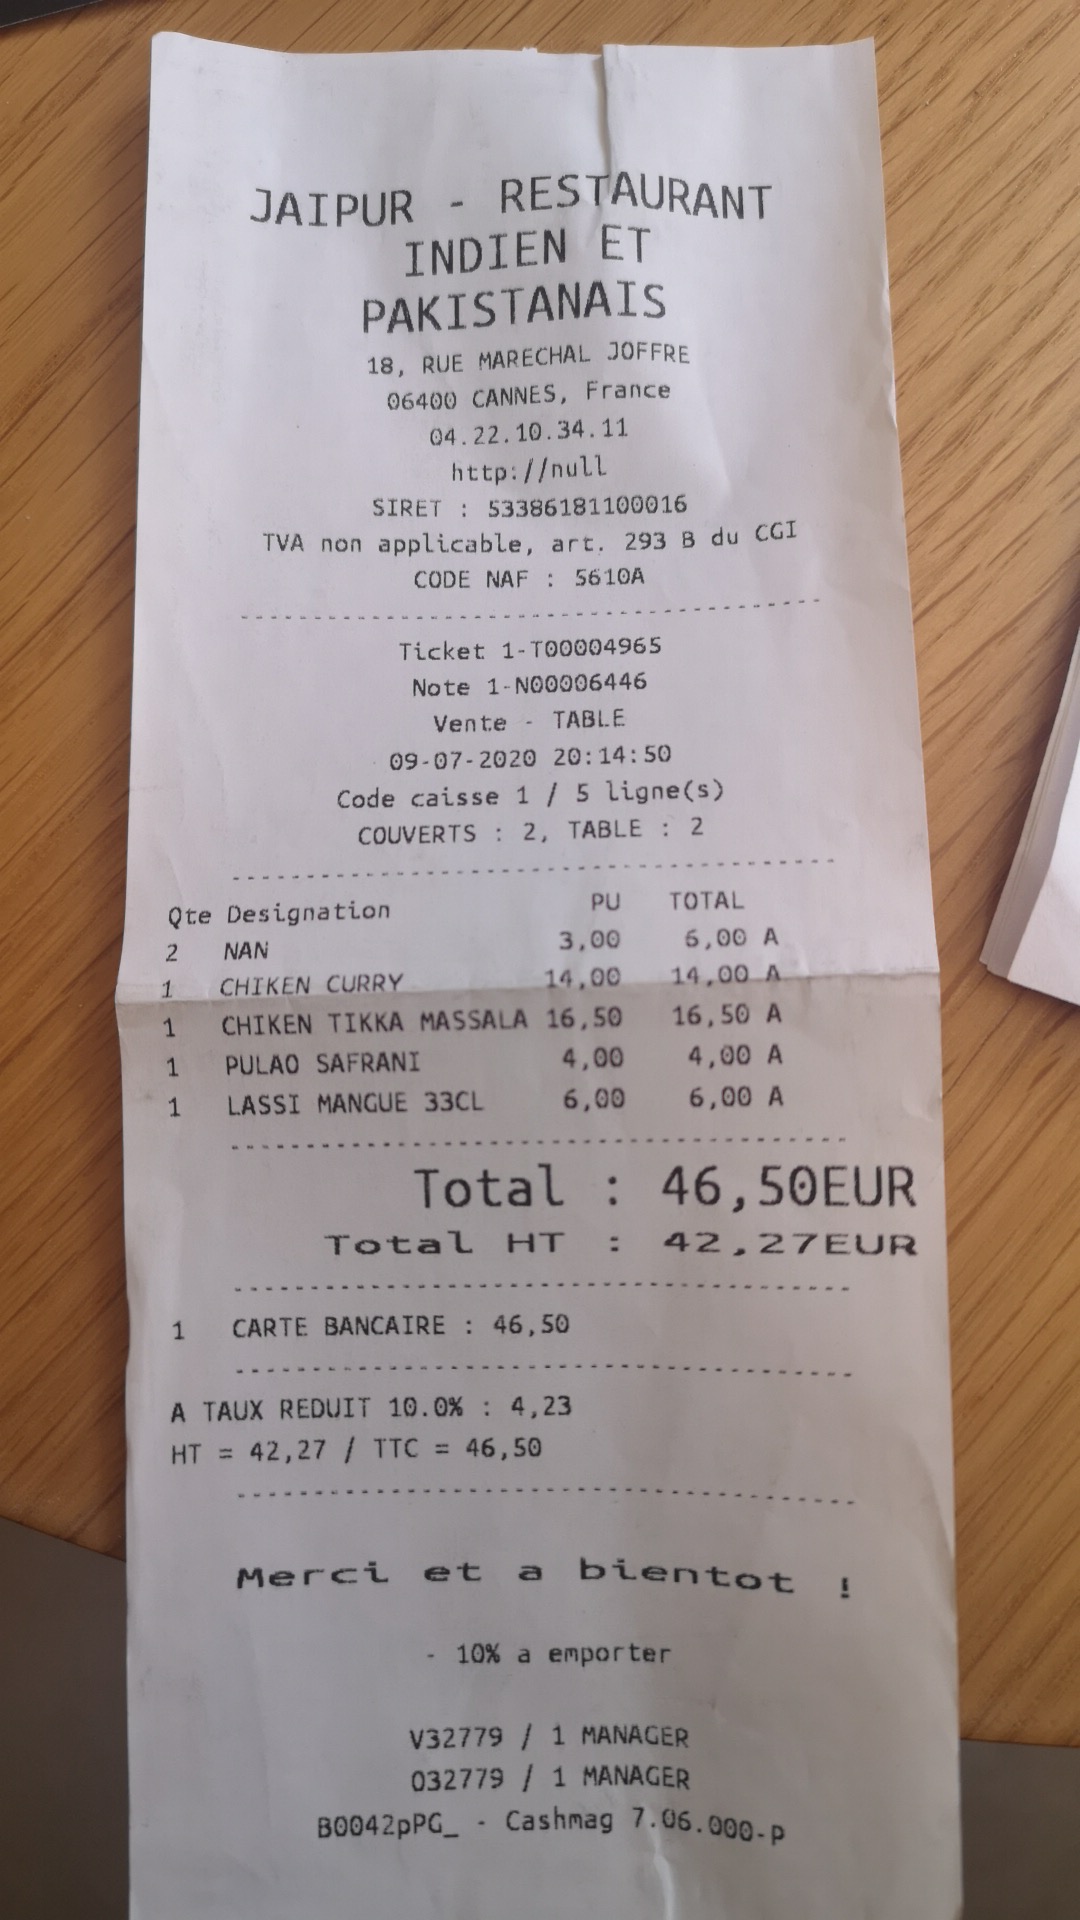 JAIPUR - RESTAURANT
INDIEN ET
PAKISTANAIS
18, RUE MARECHAL JOFFRE
06400 CANNES, France
04.22.10.34.11
http://null
SIRET : 53386181100016
TVA non applicable, art. 293 B du CGI
CODE NAF : 5610A
Ticket 1-T00004965
Note 1-N00006446
Vente - TABLE
09-07-2020 20:14:50
Code caisse 1 / 5 ligne(s)
COUVERTS : 2, TABLE : 2
Qte Designation PU TOTAL
2 NAN 3,00 6,00 A
1 CHIKEN CURRY 14,00 14,00 A
1 CHIKEN TIKKA MASSALA 16,50 16,50 A
1 PULAO SAFRANI 4,00 4,00 A
1 LASSI MANGUE 33CL 6,00 6,00 A
Total : 46,50EUR
Total HT : 42,27EUR
1 CARTE BANCAIRE : 46,50
A TAUX REDUIT 10.0% : 4,23
HT = 42,27 / TTC = 46,50
Merci et a bientot !
- 10% a emporter
V32779 / 1 MANAGER
O32779 / 1 MANAGER
B0042pPG_ - Cashmag 7.06.000-p